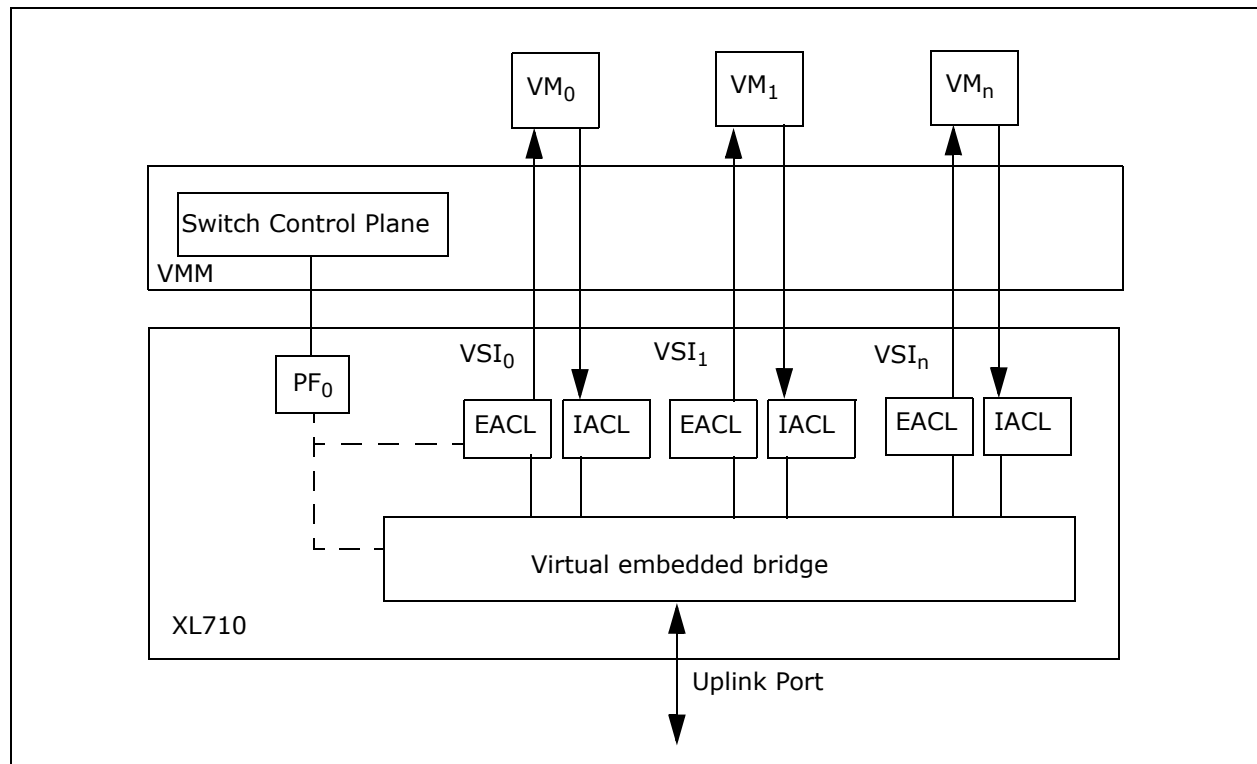 VM0
VM1
VMn
Switch Control Plane
VMM
VSI0
VSI1
VSIn
PF0
EACL
IACL
EACL
IACL
EACL
IACL
Virtual embedded bridge
XL710
Uplink Port